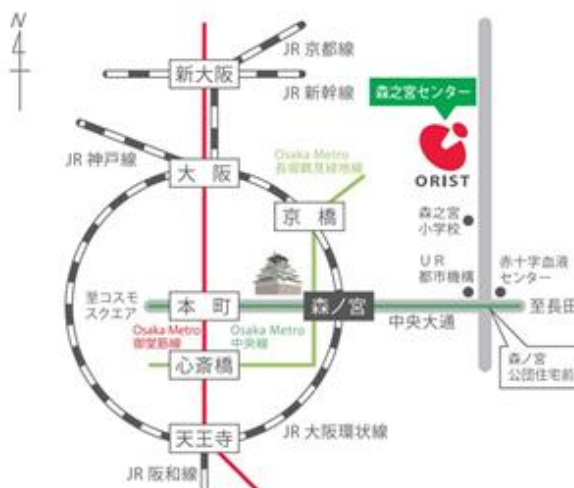 N
JR 京都線
新大阪
JR 新幹線
森之宮センター
JR 神戸線
大阪
Osaka Metro
長堀鶴見緑地線
ORIST
京橋
森之宮
小学校
UR
都市機構
赤十字血液
センター
至コスモ
スクエア
本町
森ノ宮
至長田
中央大通
Osaka Metro
御堂筋線
Osaka Metro
中央線
心斎橋
森ノ宮
公団住宅前
天王寺
JR 大阪環状線
JR 阪和線